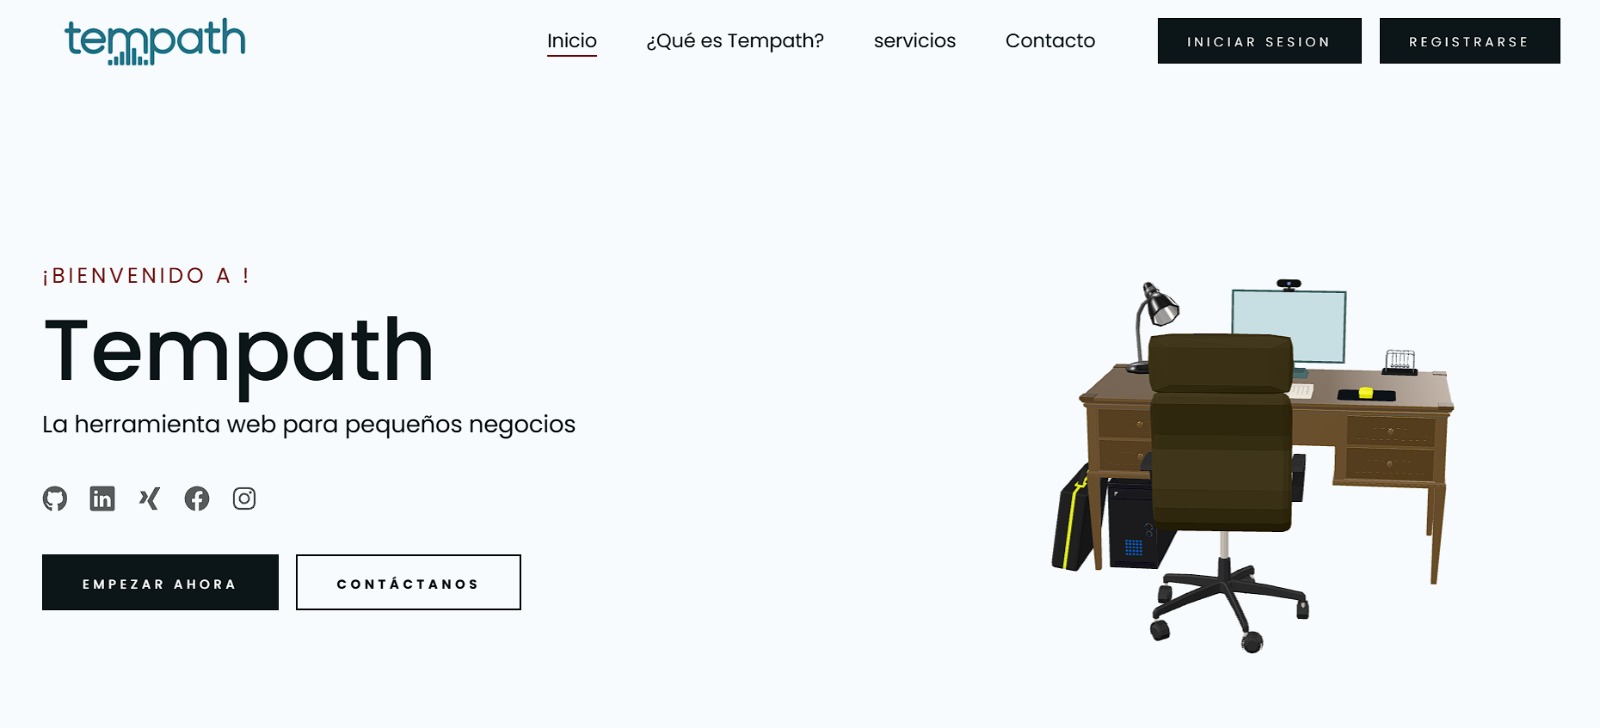 tempath
Inicio
¿Qué es Tempath?
servicios
Contacto
INICIAR SESION
REGISTRARSE
¡BIENVENIDO A !
Tempath
La herramienta web para pequeños negocios
in
EMPEZAR AHORA
CONTÁCTANOS